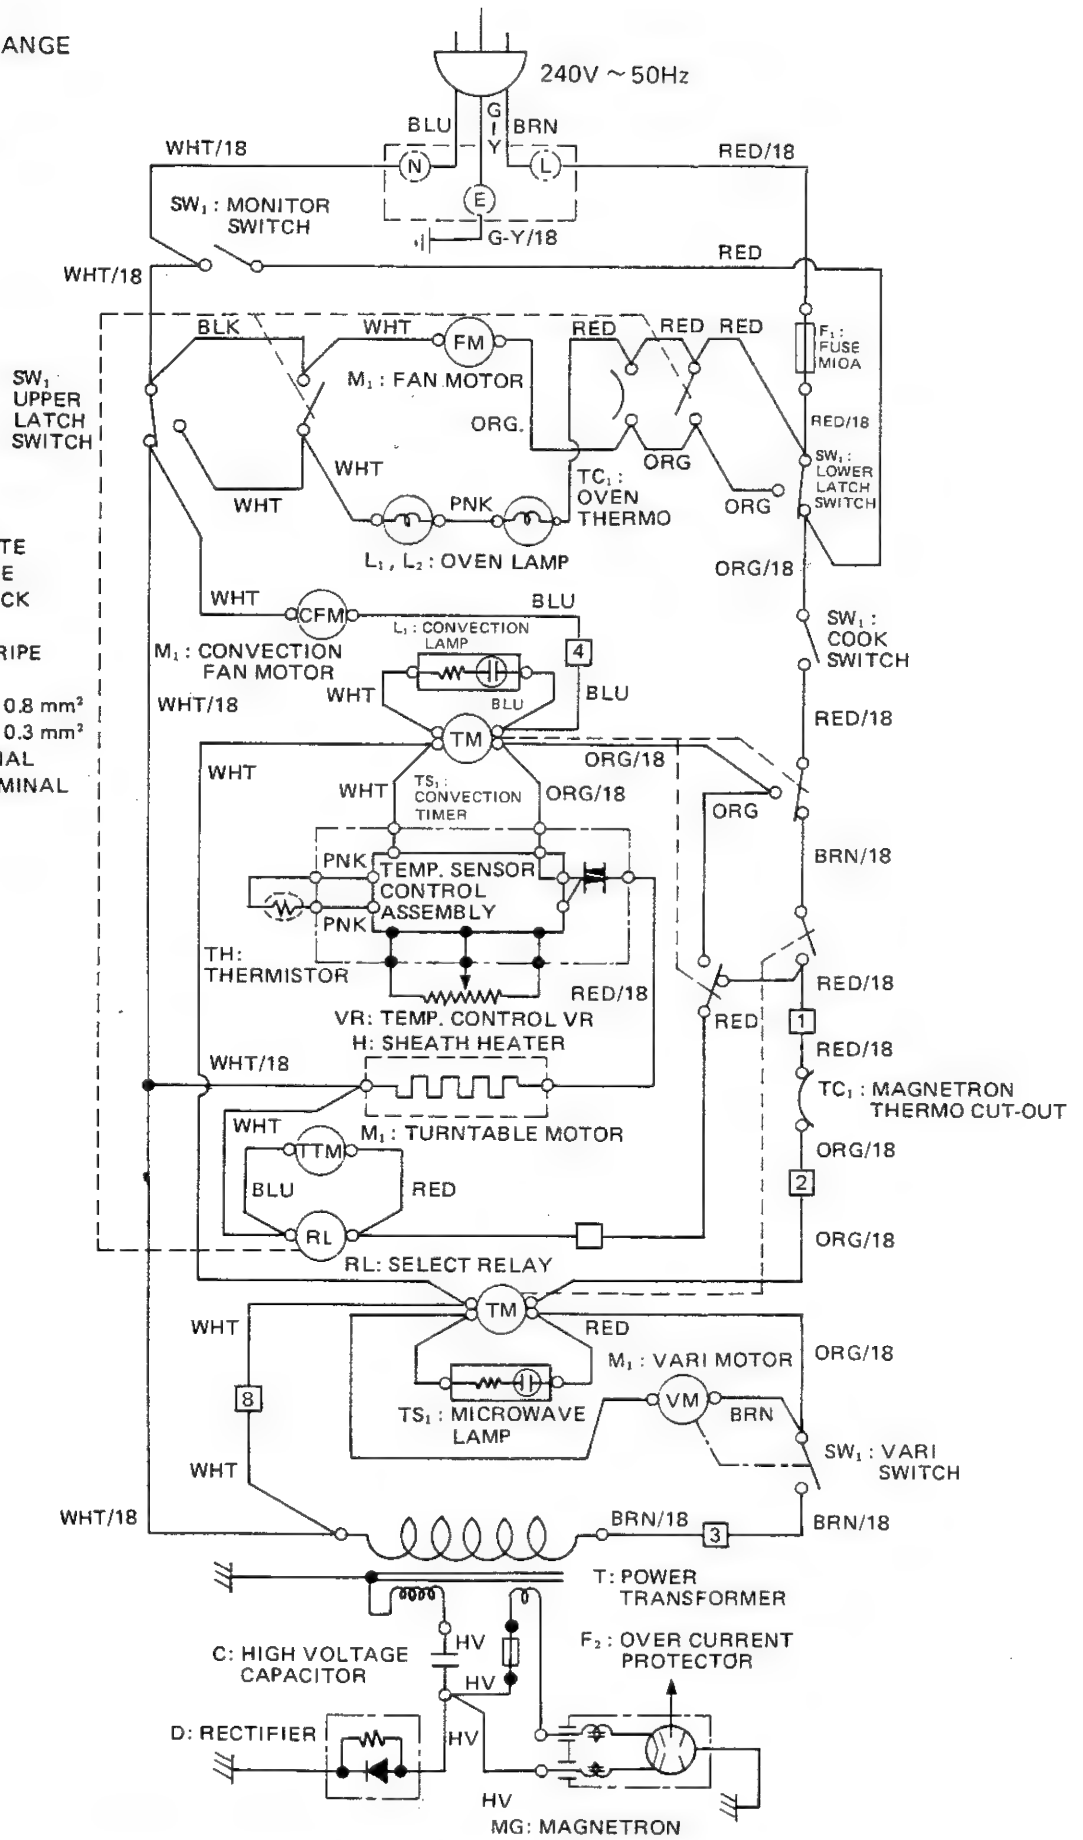 ANGE
240V ~ 50Hz
BLU
G-Y
BRN
WHT/18
N
L
RED/18
E
SW₁: MONITOR
SWITCH
G-Y/18
WHT/18
RED
BLK
WHT
FM
M₁: FAN MOTOR
RED
RED
RED
F₁:
FUSE
M10A
SW₁
UPPER
LATCH
SWITCH
ORG.
RED/18
WHT
ORG
SW₁:
LOWER
LATCH
SWITCH
WHT
PNK
TC₁:
OVEN
THERMO
ORG
L₁, L₂: OVEN LAMP
ORG/18
TE
E
CK
RIPE
0.8 mm²
0.3 mm²
IAL
MINAL
WHT
CFM
BLU
M₁: CONVECTION
FAN MOTOR
L₁: CONVECTION
LAMP
4
SW₁:
COOK
SWITCH
WHT
BLU
BLU
WHT/18
RED/18
TM
WHT
ORG/18
WHT
TS₁:
CONVECTION
TIMER
ORG/18
ORG
BRN/18
PNK
TEMP. SENSOR
CONTROL
ASSEMBLY
PNK
TH:
THERMISTOR
RED/18
RED/18
VR: TEMP. CONTROL VR
RED
1
H: SHEATH HEATER
RED/18
WHT/18
TC₁: MAGNETRON
THERMO CUT-OUT
WHT
M₁: TURNTABLE MOTOR
TTM
ORG/18
BLU
RED
2
RL
ORG/18
RL: SELECT RELAY
TM
WHT
RED
M₁: VARI MOTOR
ORG/18
8
VM
BRN
TS₁: MICROWAVE
LAMP
SW₁: VARI
SWITCH
WHT
WHT/18
BRN/18
3
BRN/18
T: POWER
TRANSFORMER
C: HIGH VOLTAGE
CAPACITOR
HV
F₂: OVER CURRENT
PROTECTOR
HV
D: RECTIFIER
HV
HV
MG: MAGNETRON